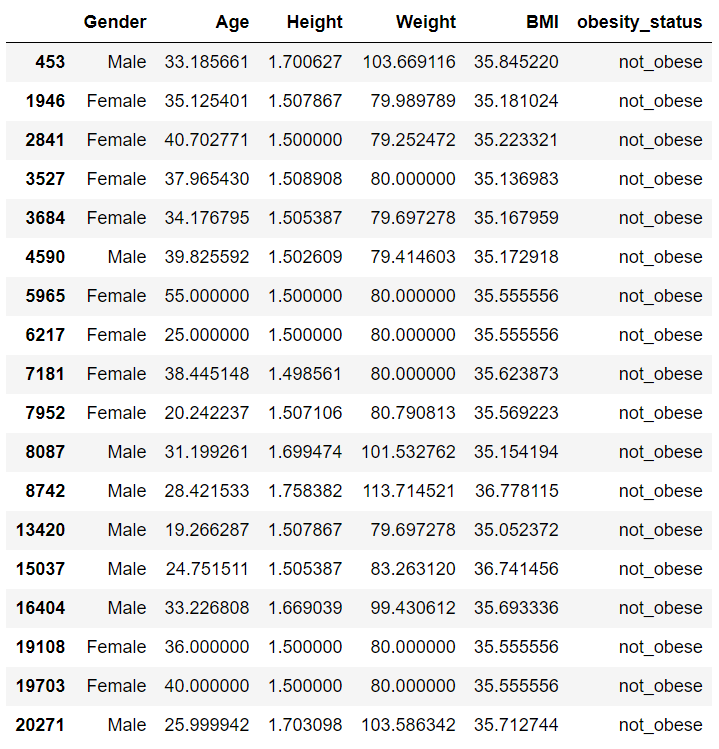 Gender Age Height Weight BMI obesity_status
453 Male 33.185661 1.700627 103.669116 35.845220 not_obese
1946 Female 35.125401 1.507867 79.989789 35.181024 not_obese
2841 Female 40.702771 1.500000 79.252472 35.223321 not_obese
3527 Female 37.965430 1.508908 80.000000 35.136983 not_obese
3684 Female 34.176795 1.505387 79.697278 35.167959 not_obese
4590 Male 39.825592 1.502609 79.414603 35.172918 not_obese
5965 Female 55.000000 1.500000 80.000000 35.555556 not_obese
6217 Female 25.000000 1.500000 80.000000 35.555556 not_obese
7181 Female 38.445148 1.498561 80.000000 35.623873 not_obese
7952 Female 20.242237 1.507106 80.790813 35.569223 not_obese
8087 Male 31.199261 1.699474 101.532762 35.154194 not_obese
8742 Male 28.421533 1.758382 113.714521 36.778115 not_obese
13420 Male 19.266287 1.507867 79.697278 35.052372 not_obese
15037 Male 24.751511 1.505387 83.263120 36.741456 not_obese
16404 Male 33.226808 1.669039 99.430612 35.693336 not_obese
19108 Female 36.000000 1.500000 80.000000 35.555556 not_obese
19703 Female 40.000000 1.500000 80.000000 35.555556 not_obese
20271 Male 25.999942 1.703098 103.586342 35.712744 not_obese